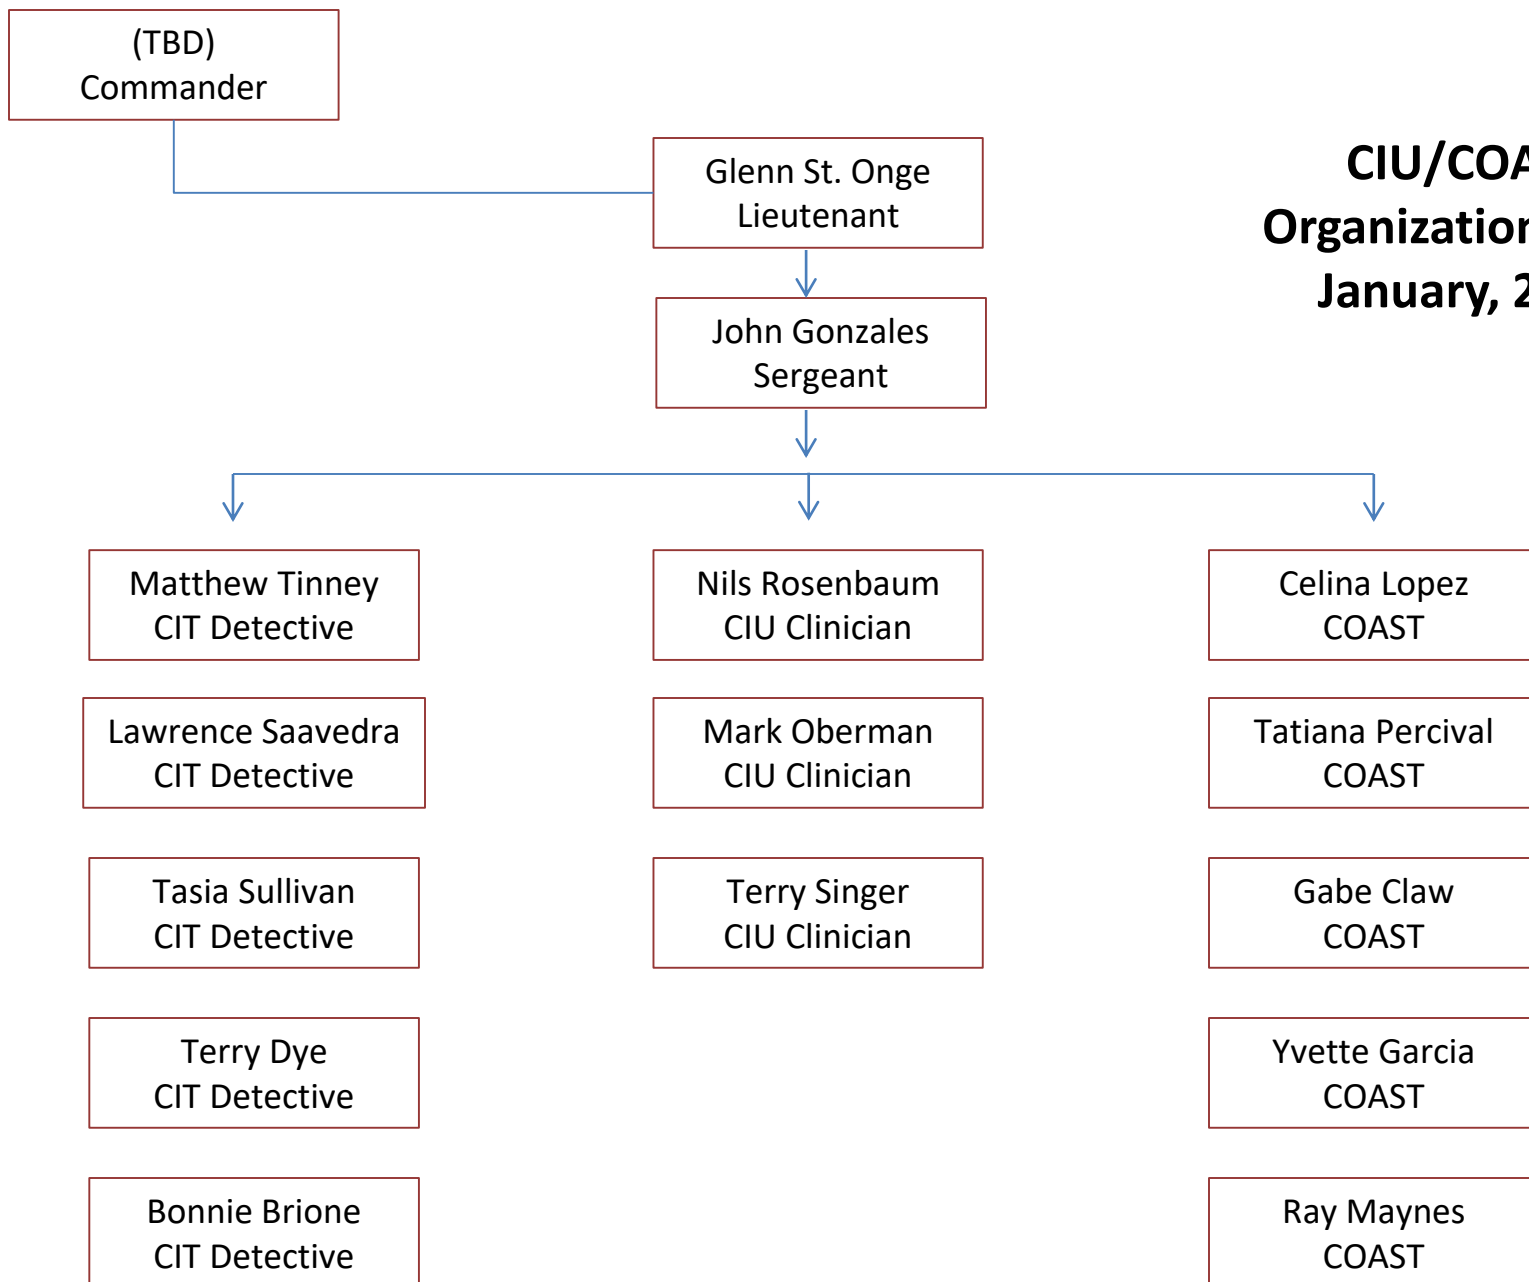 (TBD)
Commander
Glenn St. Onge
Lieutenant
John Gonzales
Sergeant
January,
Matthew Tinney
CIT Detective
Nils Rosenbaum
CIU Clinician
Celina Lopez
COAST
Lawrence Saavedra
CIT Detective
Mark Oberman
CIU Clinician
Tatiana Percival
COAST
Tasia Sullivan
CIT Detective
Terry Singer
CIU Clinician
Gabe Claw
COAST
Terry Dye
CIT Detective
Yvette Garcia
COAST
Bonnie Brione
CIT Detective
Ray Maynes
COAST